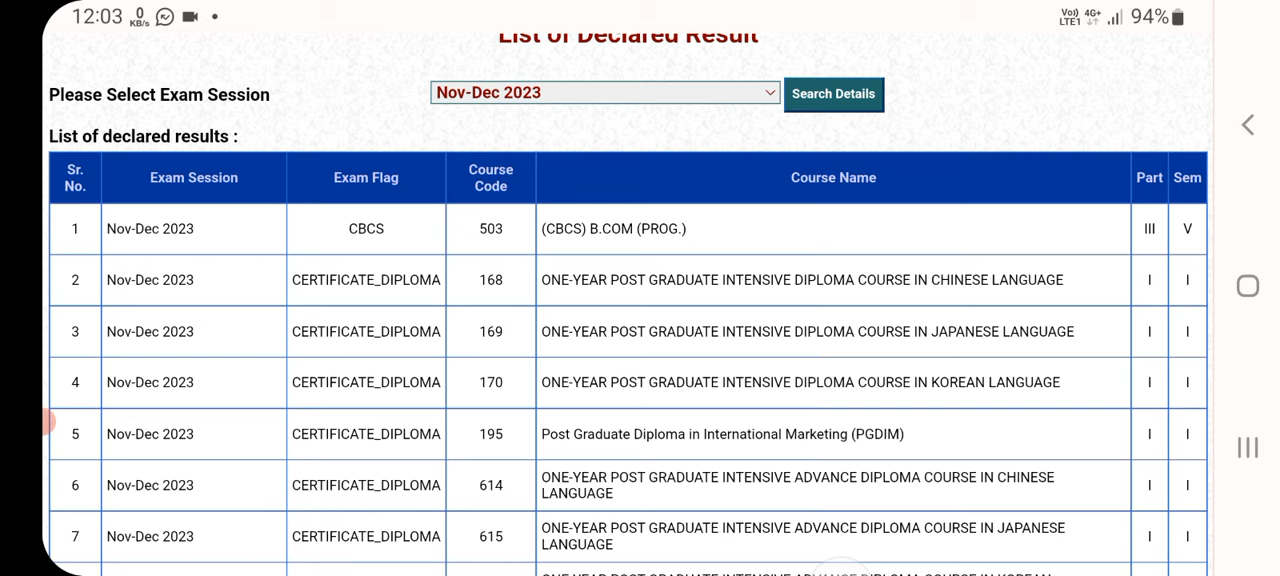 12:03 0 KB/s Vo)) LTE1 4G+ 94%
List of Declared Result
Please Select Exam Session Nov-Dec 2023 Search Details
List of declared results :
Sr. No. Exam Session Exam Flag Course Code Course Name Part Sem
1 Nov-Dec 2023 CBCS 503 (CBCS) B.COM (PROG.) III V
2 Nov-Dec 2023 CERTIFICATE_DIPLOMA 168 ONE-YEAR POST GRADUATE INTENSIVE DIPLOMA COURSE IN CHINESE LANGUAGE I I
3 Nov-Dec 2023 CERTIFICATE_DIPLOMA 169 ONE-YEAR POST GRADUATE INTENSIVE DIPLOMA COURSE IN JAPANESE LANGUAGE I I
4 Nov-Dec 2023 CERTIFICATE_DIPLOMA 170 ONE-YEAR POST GRADUATE INTENSIVE DIPLOMA COURSE IN KOREAN LANGUAGE I I
5 Nov-Dec 2023 CERTIFICATE_DIPLOMA 195 Post Graduate Diploma in International Marketing (PGDIM) I I
6 Nov-Dec 2023 CERTIFICATE_DIPLOMA 614 ONE-YEAR POST GRADUATE INTENSIVE ADVANCE DIPLOMA COURSE IN CHINESE
LANGUAGE I I
7 Nov-Dec 2023 CERTIFICATE_DIPLOMA 615 ONE-YEAR POST GRADUATE INTENSIVE ADVANCE DIPLOMA COURSE IN JAPANESE
LANGUAGE I I